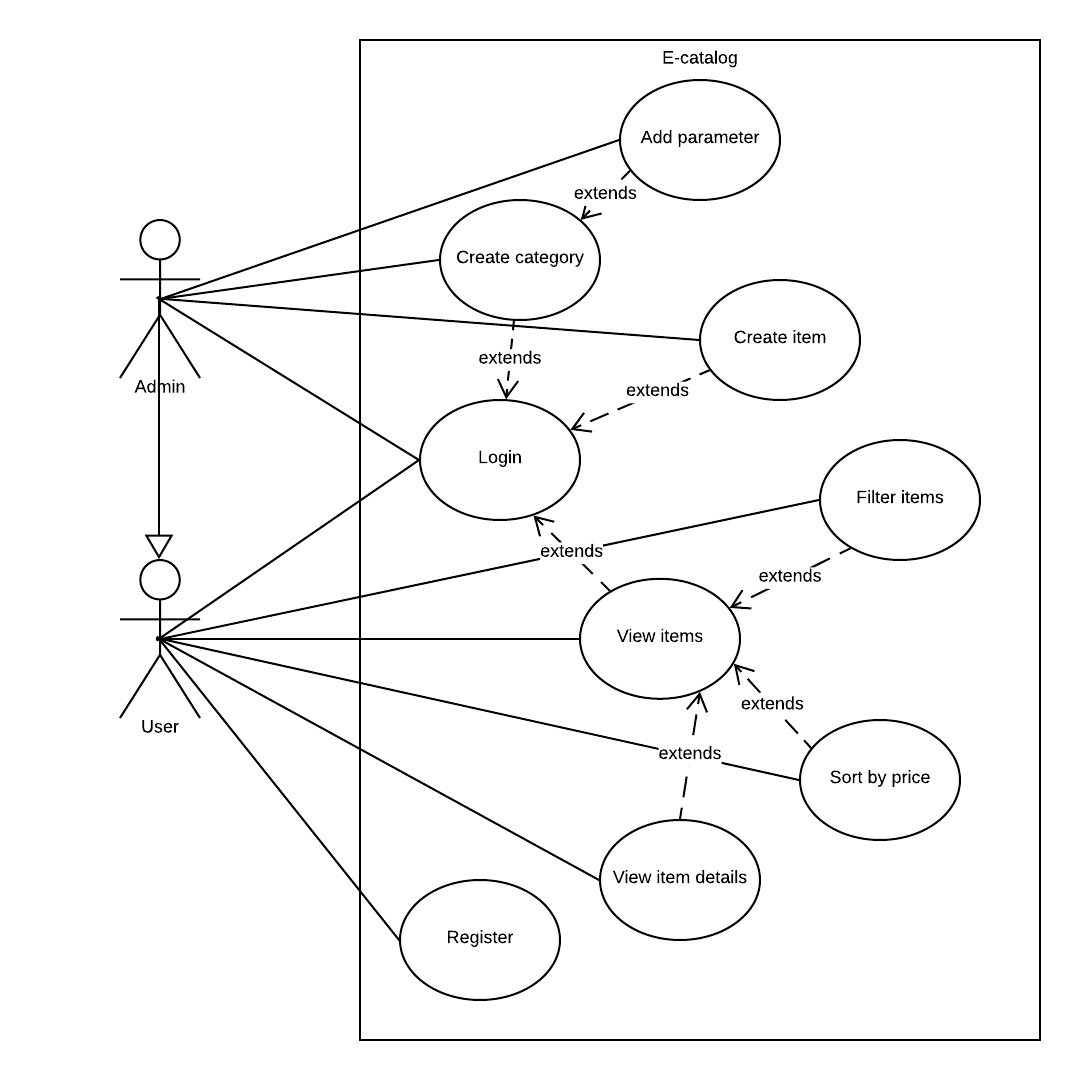 E-catalog
Add parameter
extends
Create category
Create item
extends
extends
Admin
Login
Filter items
extends
extends
View items
extends
User
extends
Sort by price
View item details
Register